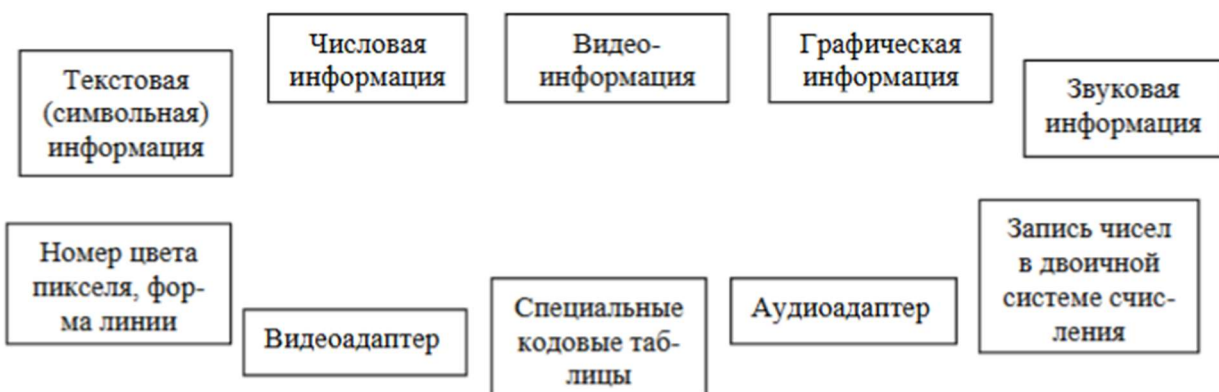 Текстовая
(символьная)
информация
Числовая
информация
Видео-
информация
Графическая
информация
Звуковая
информация
Номер цвета
пикселя, фор-
ма линии
Видеоадаптер
Специальные
кодовые таб-
лицы
Аудиоадаптер
Запись чисел
в двоичной
системе счис-
ления